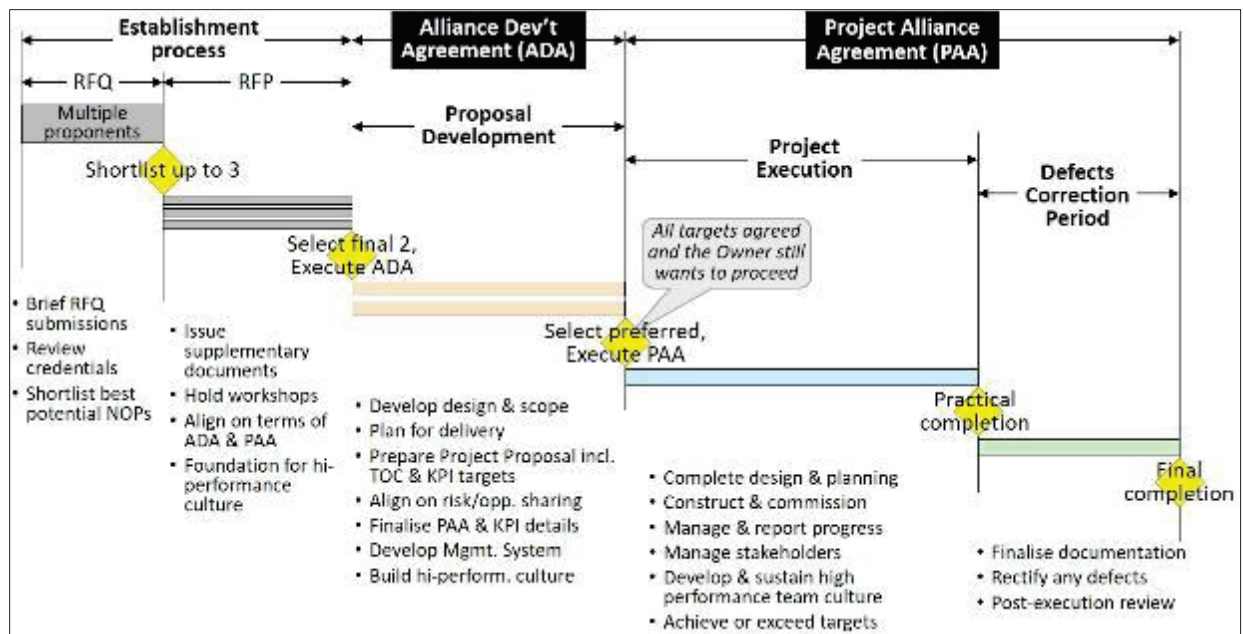 Establishment
process
Alliance Dev't
Agreement (ADA)
Project Alliance
Agreement (PAA)
RFQ
RFP
Multiple
proponents
Proposal
Development
Shortlist up to 3
Project
Execution
Defects
Correction
Period
Select final 2,
Execute ADA
All targets agreed
and the Owner still
wants to proceed
Select preferred,
Execute PAA
Practical
completion
Final
completion
• Brief RFQ
submissions
• Review
credentials
• Shortlist best
potential NOPs
• Issue
supplementary
documents
• Hold workshops
• Align on terms of
ADA & PAA
• Foundation for hi-
performance
culture
• Develop design & scope
• Plan for delivery
• Prepare Project Proposal incl.
TOC & KPI targets
• Align on risk/opp. sharing
• Finalise PAA & KPI details
• Develop Mgmt. System
• Build hi-perform. culture
• Complete design & planning
• Construct & commission
• Manage & report progress
• Manage stakeholders
• Develop & sustain high
performance team culture
• Achieve or exceed targets
• Finalise documentation
• Rectify any defects
• Post-execution review